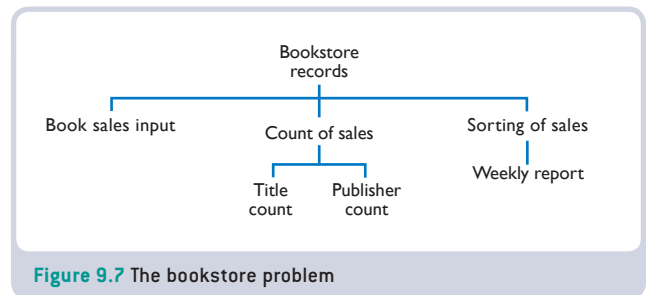 Bookstore
records
Book sales input
Count of sales
Sorting of sales
Title
count
Publisher
count
Weekly report
Figure 9.7 The bookstore problem